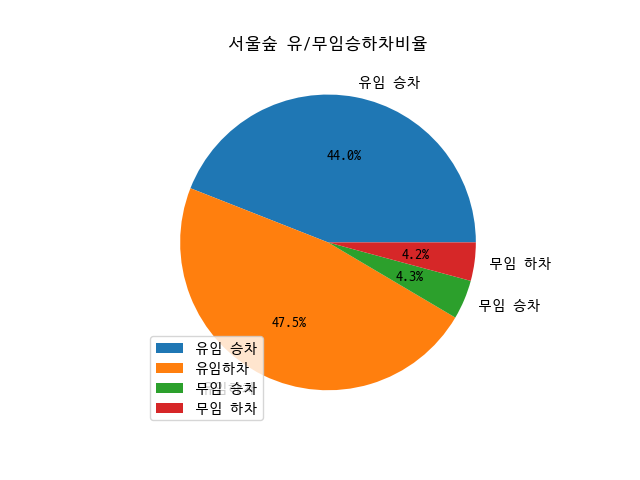 서울숲 유/무임승하차비율
유임 승차
44.0%
4.2%
무임 하차
4.3%
무임 승차
47.5%
유임 승차
유임하차
무임 승차
무임 하차